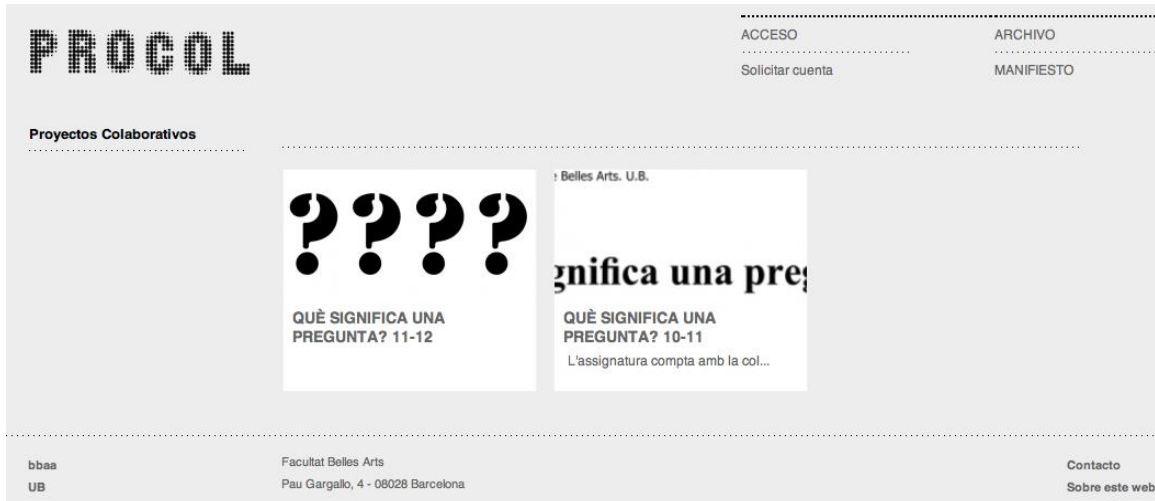 PROCOL
ACCESO
ARCHIVO
Solicitar cuenta
MANIFIESTO
Proyectos Colaborativos
????
QUÈ SIGNIFICA UNA
PREGUNTA? 11-12
Belles Arts. U.B.
gnifica una preg
QUÈ SIGNIFICA UNA
PREGUNTA? 10-11
L'assignatura compta amb la col...
bbaa
UB
Facultat Belles Arts
Pau Gargallo, 4 - 08028 Barcelona
Contacto
Sobre este web